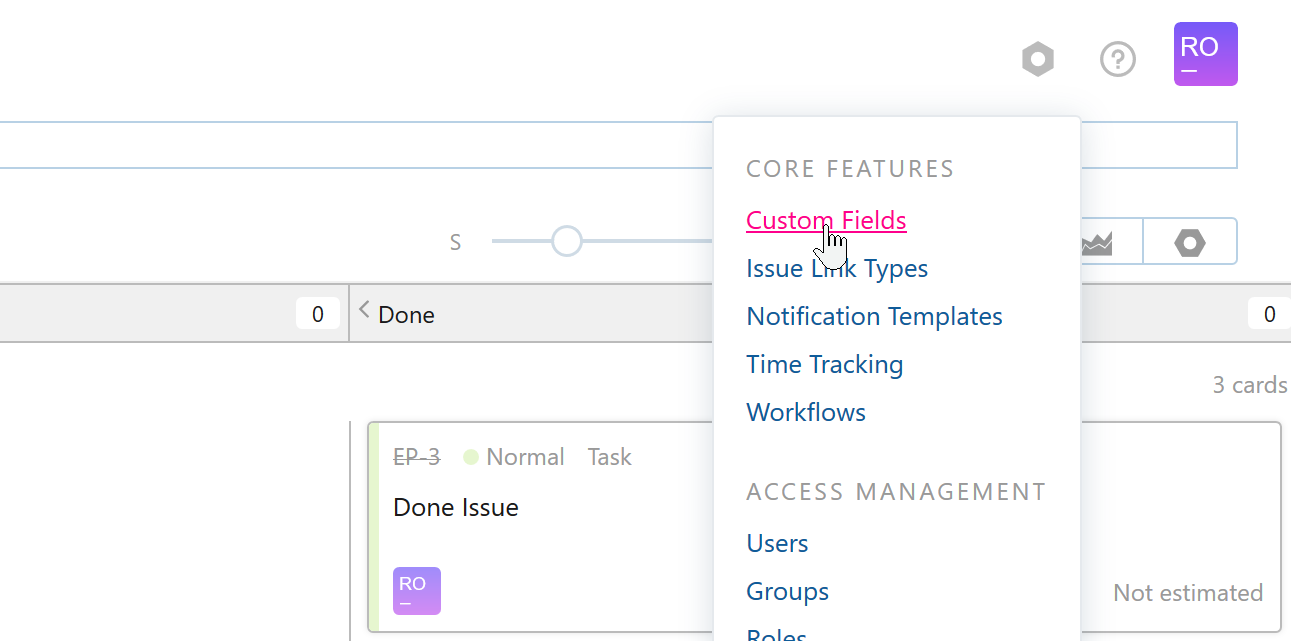 RO
CORE FEATURES
Custom Fields
S
Issue Link Types
0
Done
Notification Templates
0
Time Tracking
3 cards
Workflows
EP-3 Normal Task
ACCESS MANAGEMENT
Done Issue
Users
RO
Groups
Not estimated
Roles